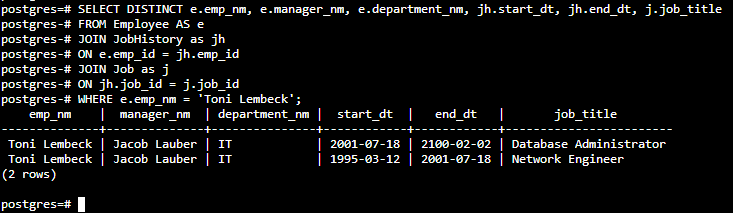 postgres=# SELECT DISTINCT e.emp_nm, e.manager_nm, e.department_nm, jh.start_dt, jh.end_dt, j.job_title
postgres-# FROM Employee AS e
postgres-# JOIN JobHistory as jh
postgres-# ON e.emp_id = jh.emp_id
postgres-# JOIN Job as j
postgres-# ON jh.job_id = j.job_id
postgres-# WHERE e.emp_nm = 'Toni Lembeck';
   emp_nm    | manager_nm   | department_nm |  start_dt  |   end_dt   |       job_title
-------------+--------------+---------------+------------+------------+------------------------
Toni Lembeck | Jacob Lauber | IT            | 2001-07-18 | 2100-02-02 | Database Administrator
Toni Lembeck | Jacob Lauber | IT            | 1995-03-12 | 2001-07-18 | Network Engineer
(2 rows)
postgres=#